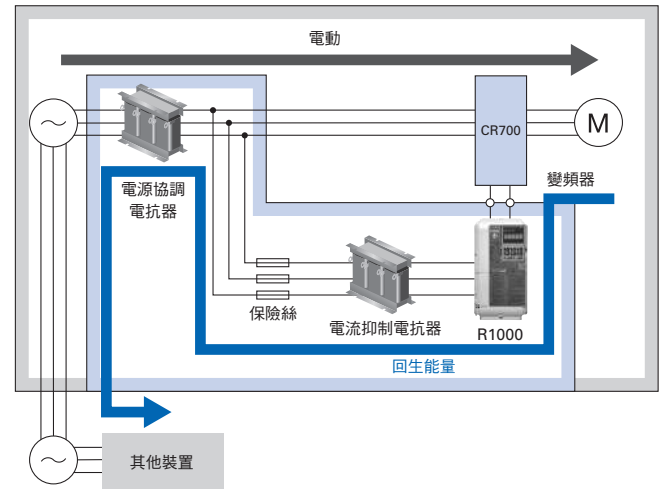 電動
CR700
M
電源協調
電抗器
變頻器
保險絲
電流抑制電抗器
R1000
回生能量
其他裝置